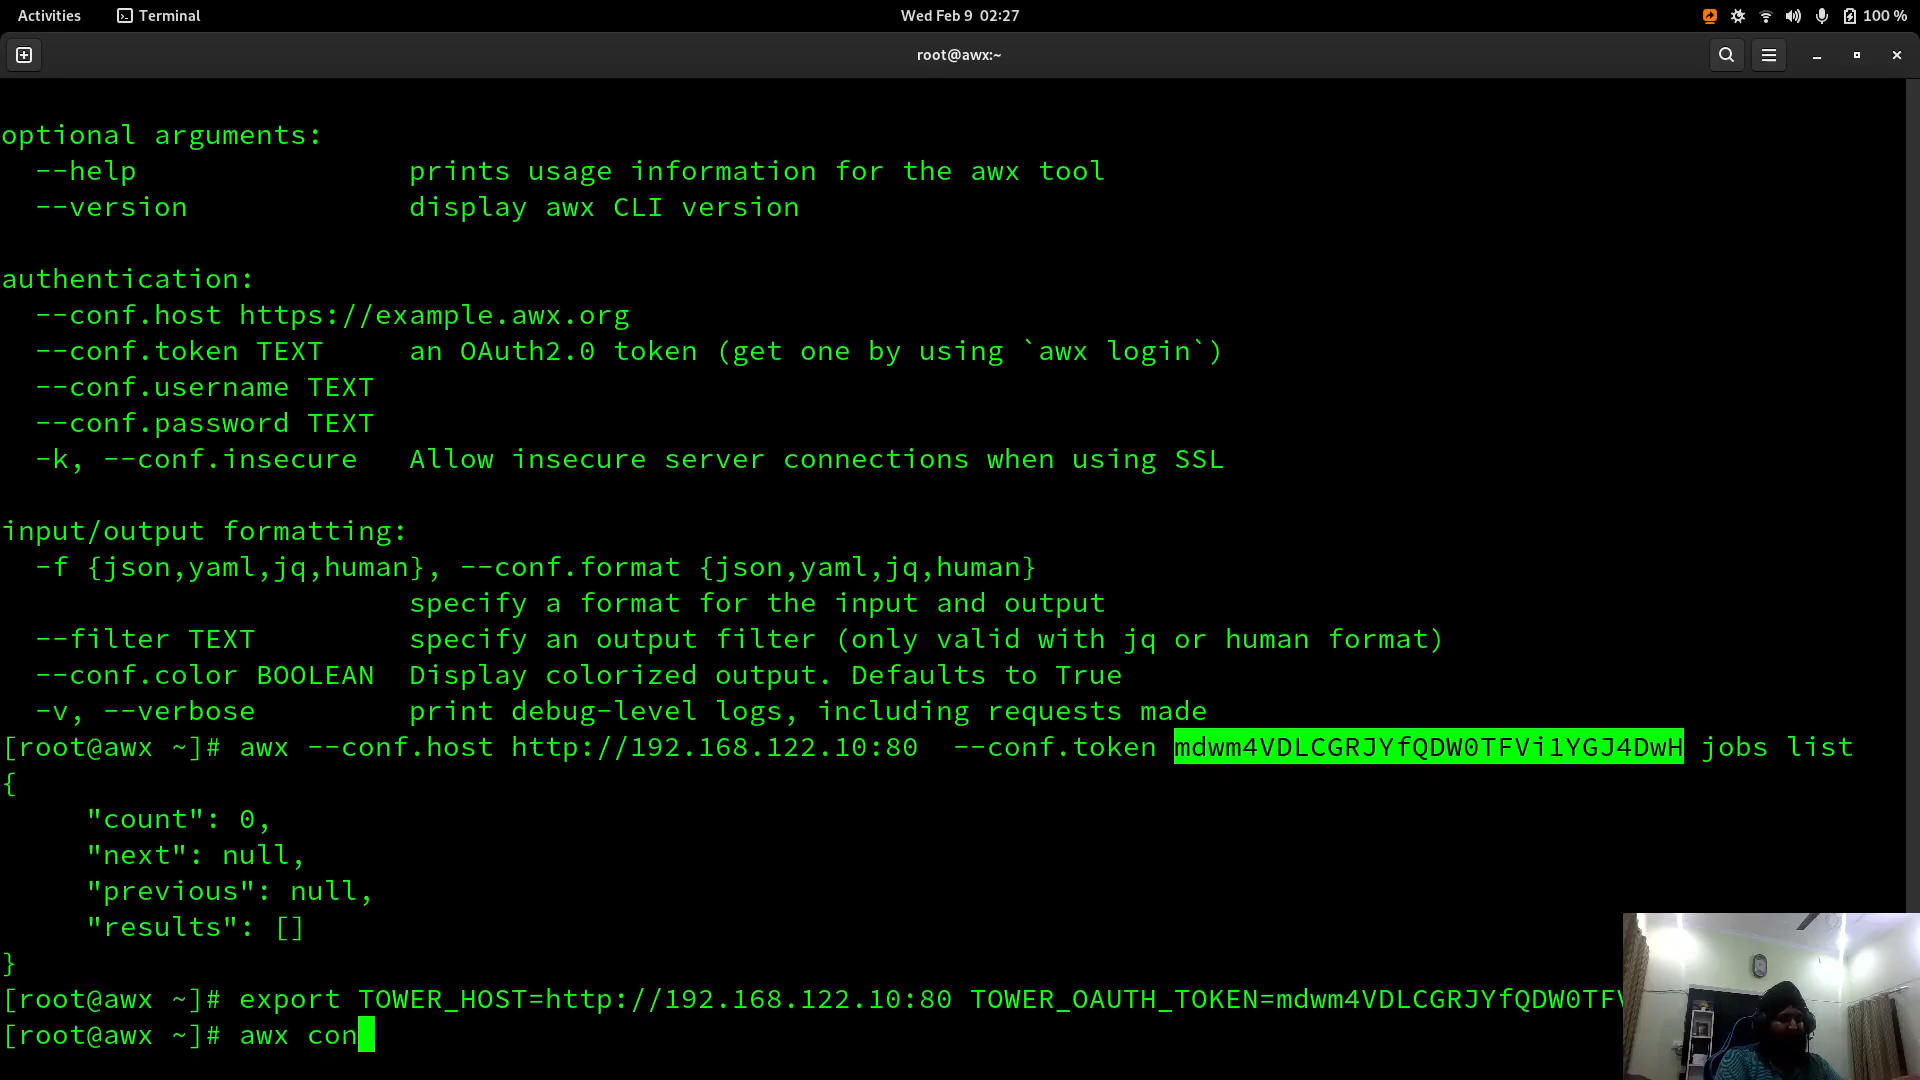 Activities Terminal Wed Feb 9 02:27 100 %
root@awx:~
optional arguments:
--help prints usage information for the awx tool
--version display awx CLI version
authentication:
--conf.host https://example.awx.org
--conf.token TEXT an OAuth2.0 token (get one by using `awx login`)
--conf.username TEXT
--conf.password TEXT
-k, --conf.insecure Allow insecure server connections when using SSL
input/output formatting:
-f {json,yaml,jq,human}, --conf.format {json,yaml,jq,human}
specify a format for the input and output
--filter TEXT specify an output filter (only valid with jq or human format)
--conf.color BOOLEAN Display colorized output. Defaults to True
-v, --verbose print debug-level logs, including requests made
[root@awx ~]# awx --conf.host http://192.168.122.10:80 --conf.token mdwm4VDLCGRJYfQDW0TFVi1YGJ4DwH jobs list
{
"count": 0,
"next": null,
"previous": null,
"results": []
}
[root@awx ~]# export TOWER_HOST=http://192.168.122.10:80 TOWER_OAUTH_TOKEN=mdwm4VDLCGRJYfQDW0TF
[root@awx ~]# awx con